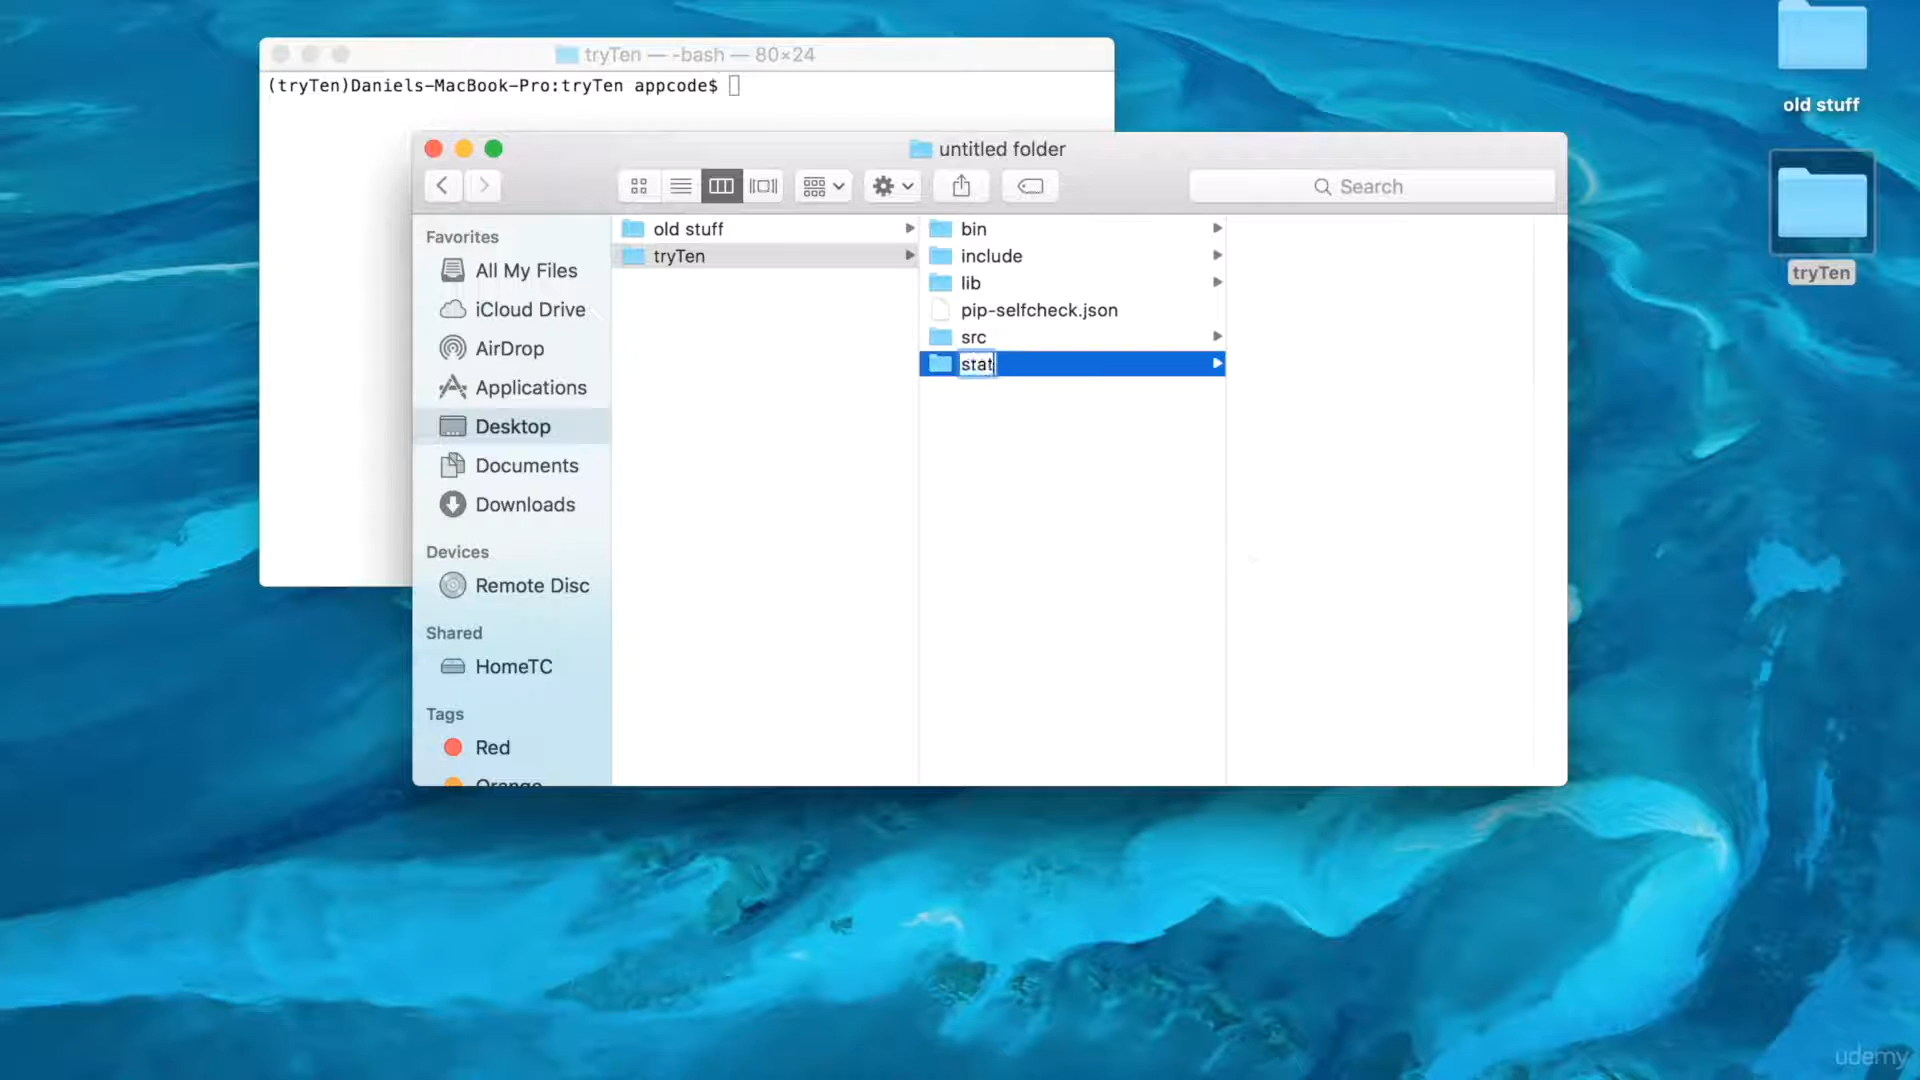 tryTen — -bash — 80×24
(tryTen)Daniels-MacBook-Pro:tryTen appcode$
untitled folder
Search
Favorites
All My Files
iCloud Drive
AirDrop
Applications
Desktop
Documents
Downloads
Devices
Remote Disc
Shared
HomeTC
Tags
Red
Orange
old stuff
tryTen
bin
include
lib
pip-selfcheck.json
src
stat
old stuff
tryTen
udemy